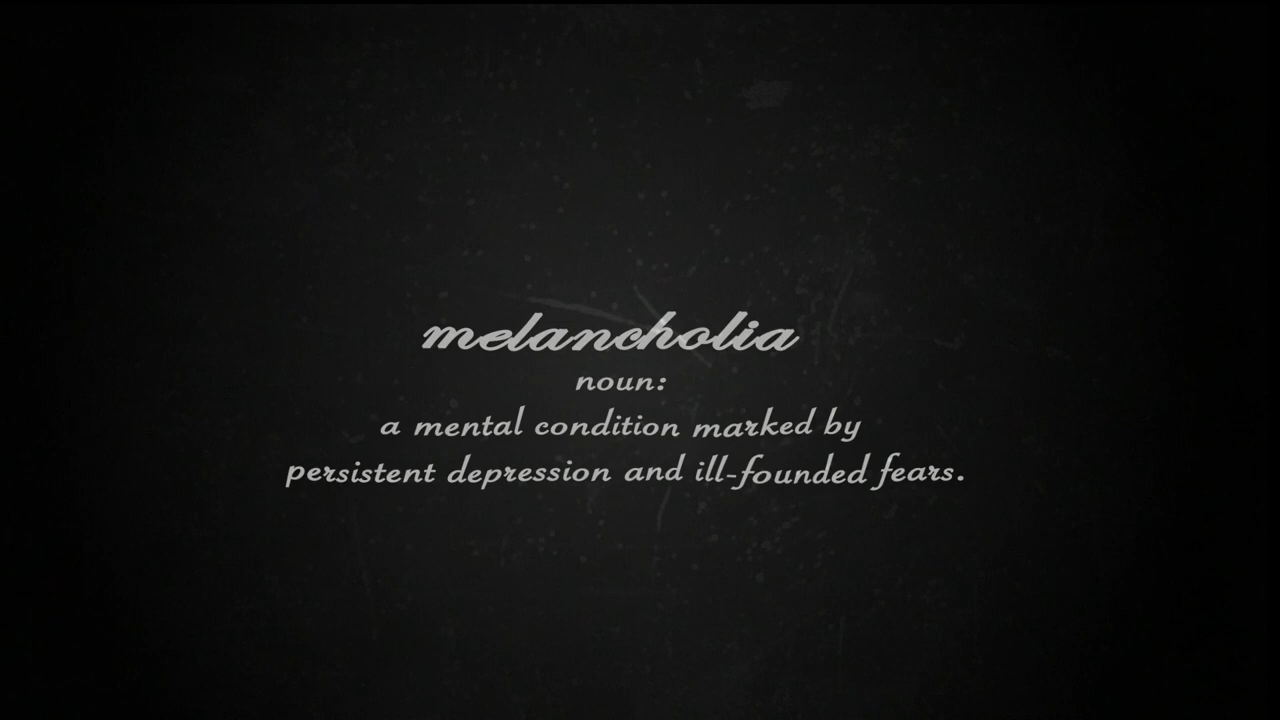 melancholia
noun:
a mental condition marked by
persistent depression and ill-founded fears.